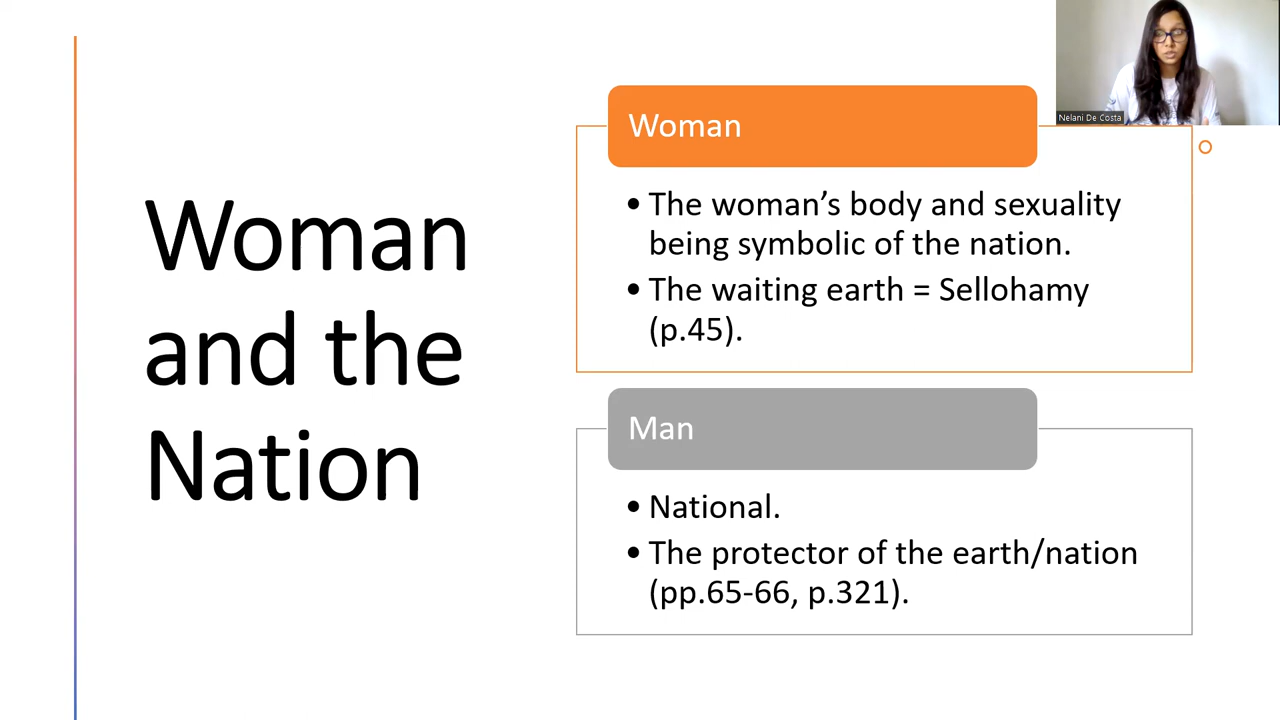 Woman
and the
Nation
Woman
• The woman’s body and sexuality
being symbolic of the nation.
• The waiting earth = Sellohamy
(p.45).
Man
• National.
• The protector of the earth/nation
(pp.65-66, p.321).
Nelani De Costa